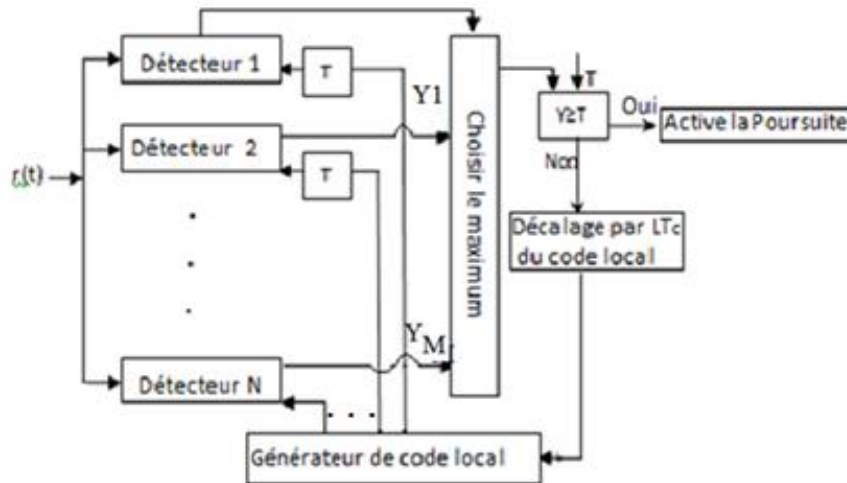 Détecteur 1
T
Y1
Détecteur 2
T
r(t)
Y_M
Détecteur N
Choisir le maximum
T
Y≥T
Oui
Active la Poursuite
Non
Décalage par LTc
du code local
. . .
Générateur de code local